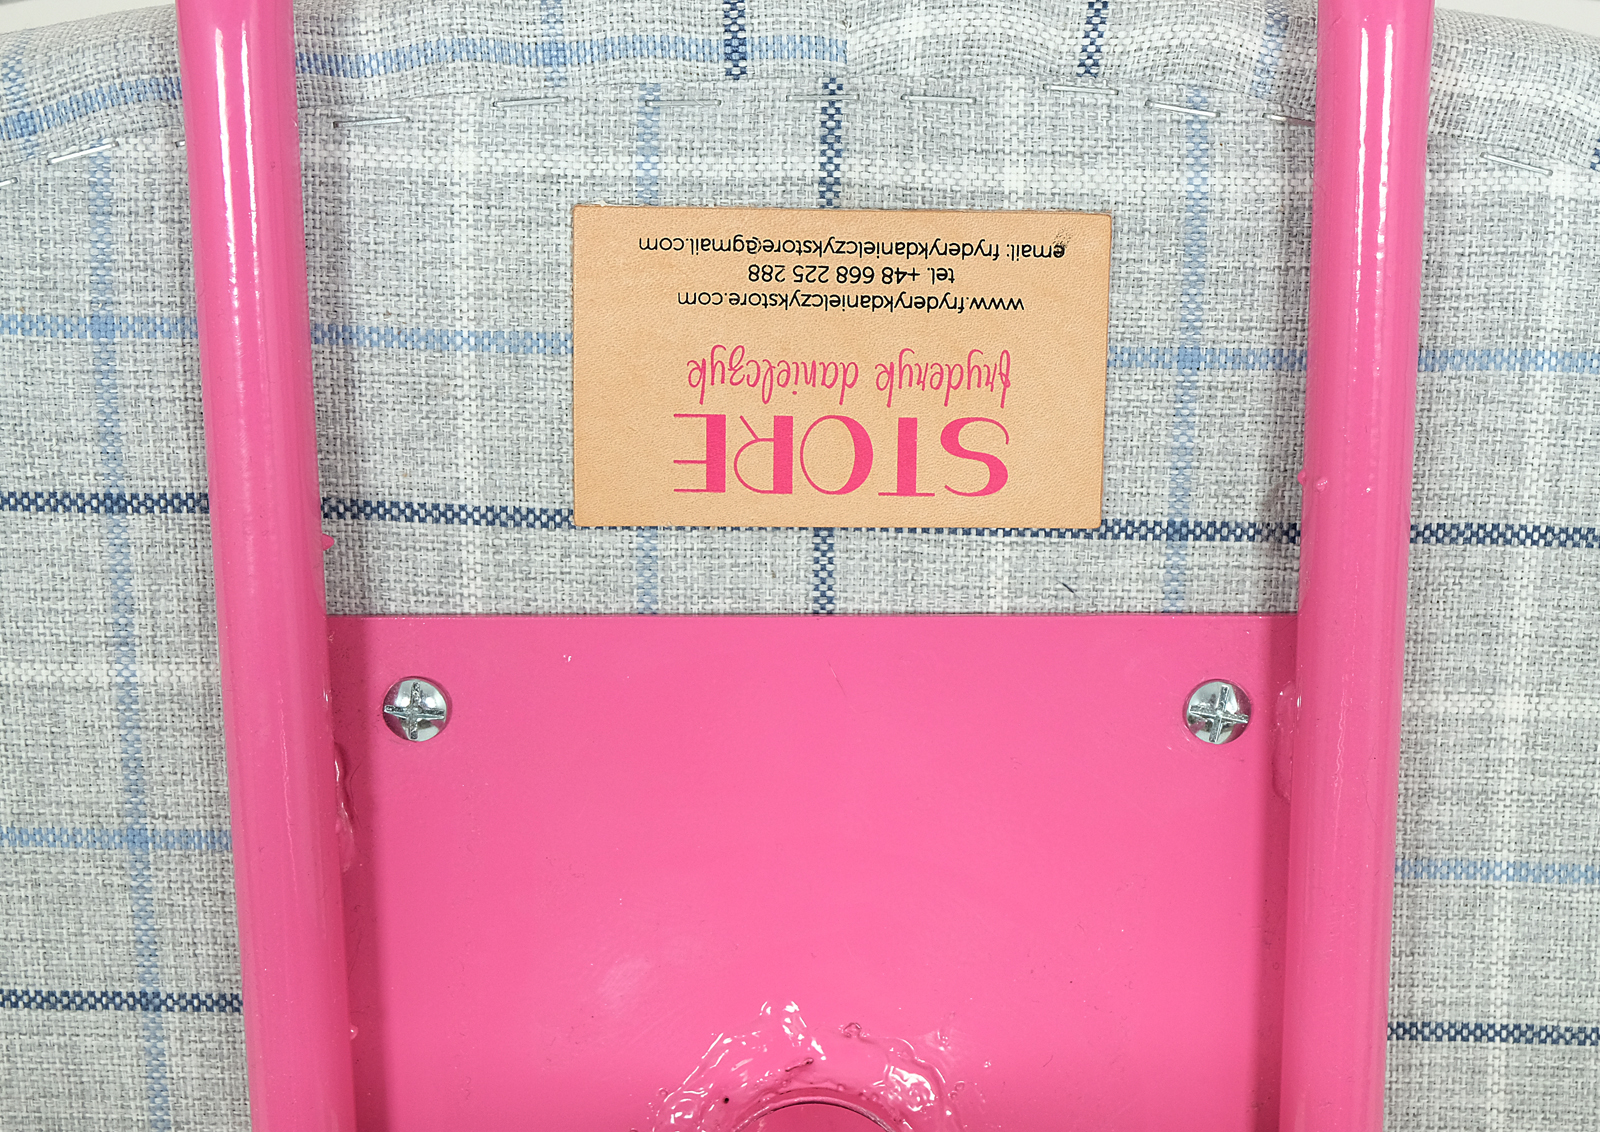 STORE
fryderyk danielczyk
www.fryderykdanielczykstore.com
tel. +48 668 225 288
email: fryderykdanielczykstore@gmail.com